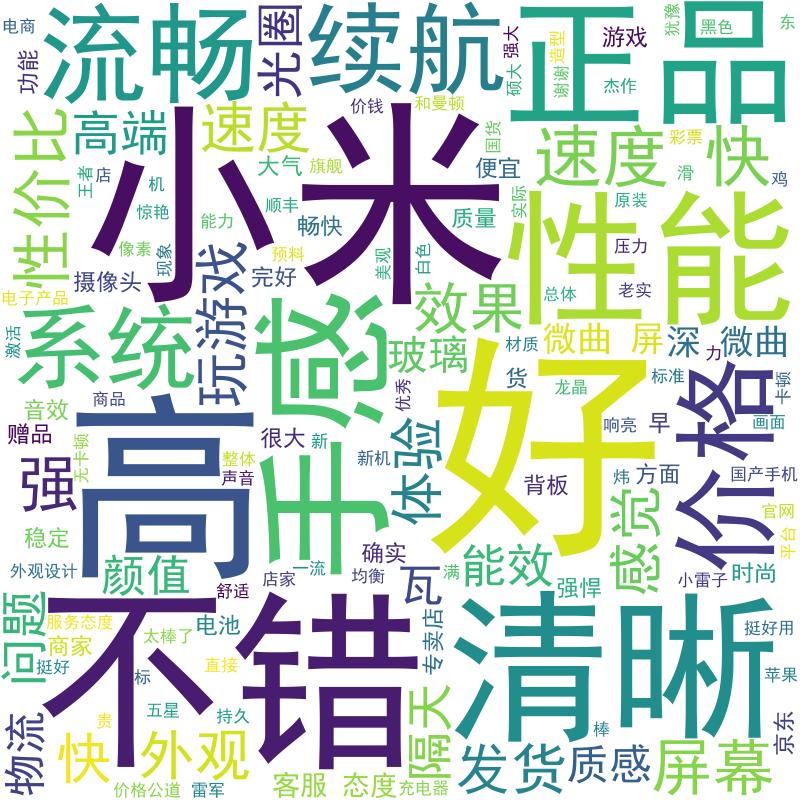 电商
流畅
光圈
续航
强大
造型
正品
游戏
犹豫
黑色
东
功能
硕大
谢谢
杰作
性价比
高端
速度
价钱
和曼顿
国货
速度
快
彩票
小米
王者
店
机
大气
旗舰
便宜
滑
鸡
惊艳
能力
顺丰
畅快
质量
实际
原装
性能
像素
现象
预料
美观
白色
压力
摄像头
玩游戏
完好
老实
电子产品
总体
激活
系统
手感
效果
微曲
屏
深
微曲
玻璃
材质
力
音效
商品
优秀
货
龙晶
标准
卡顿
赠品
无卡顿
高
很大
新
体验
好
响亮
早
价格
画面
强
整体
声音
新机
背板
炜
方面
国产手机
稳定
确实
感觉
官网
平台
外观设计
颜值
舒适
店家
一流
均衡
瓦
满
能效
强悍
小雷子
时尚
问题
服务态度
不错
清晰
商家
太棒了
电池
专卖店
挺好用
挺好
标
直接
苹果
物流
贵
五星
持久
隔天
棒
京东
快
外观
发货
质感
屏幕
价格公道
雷军
客服
态度
充电器